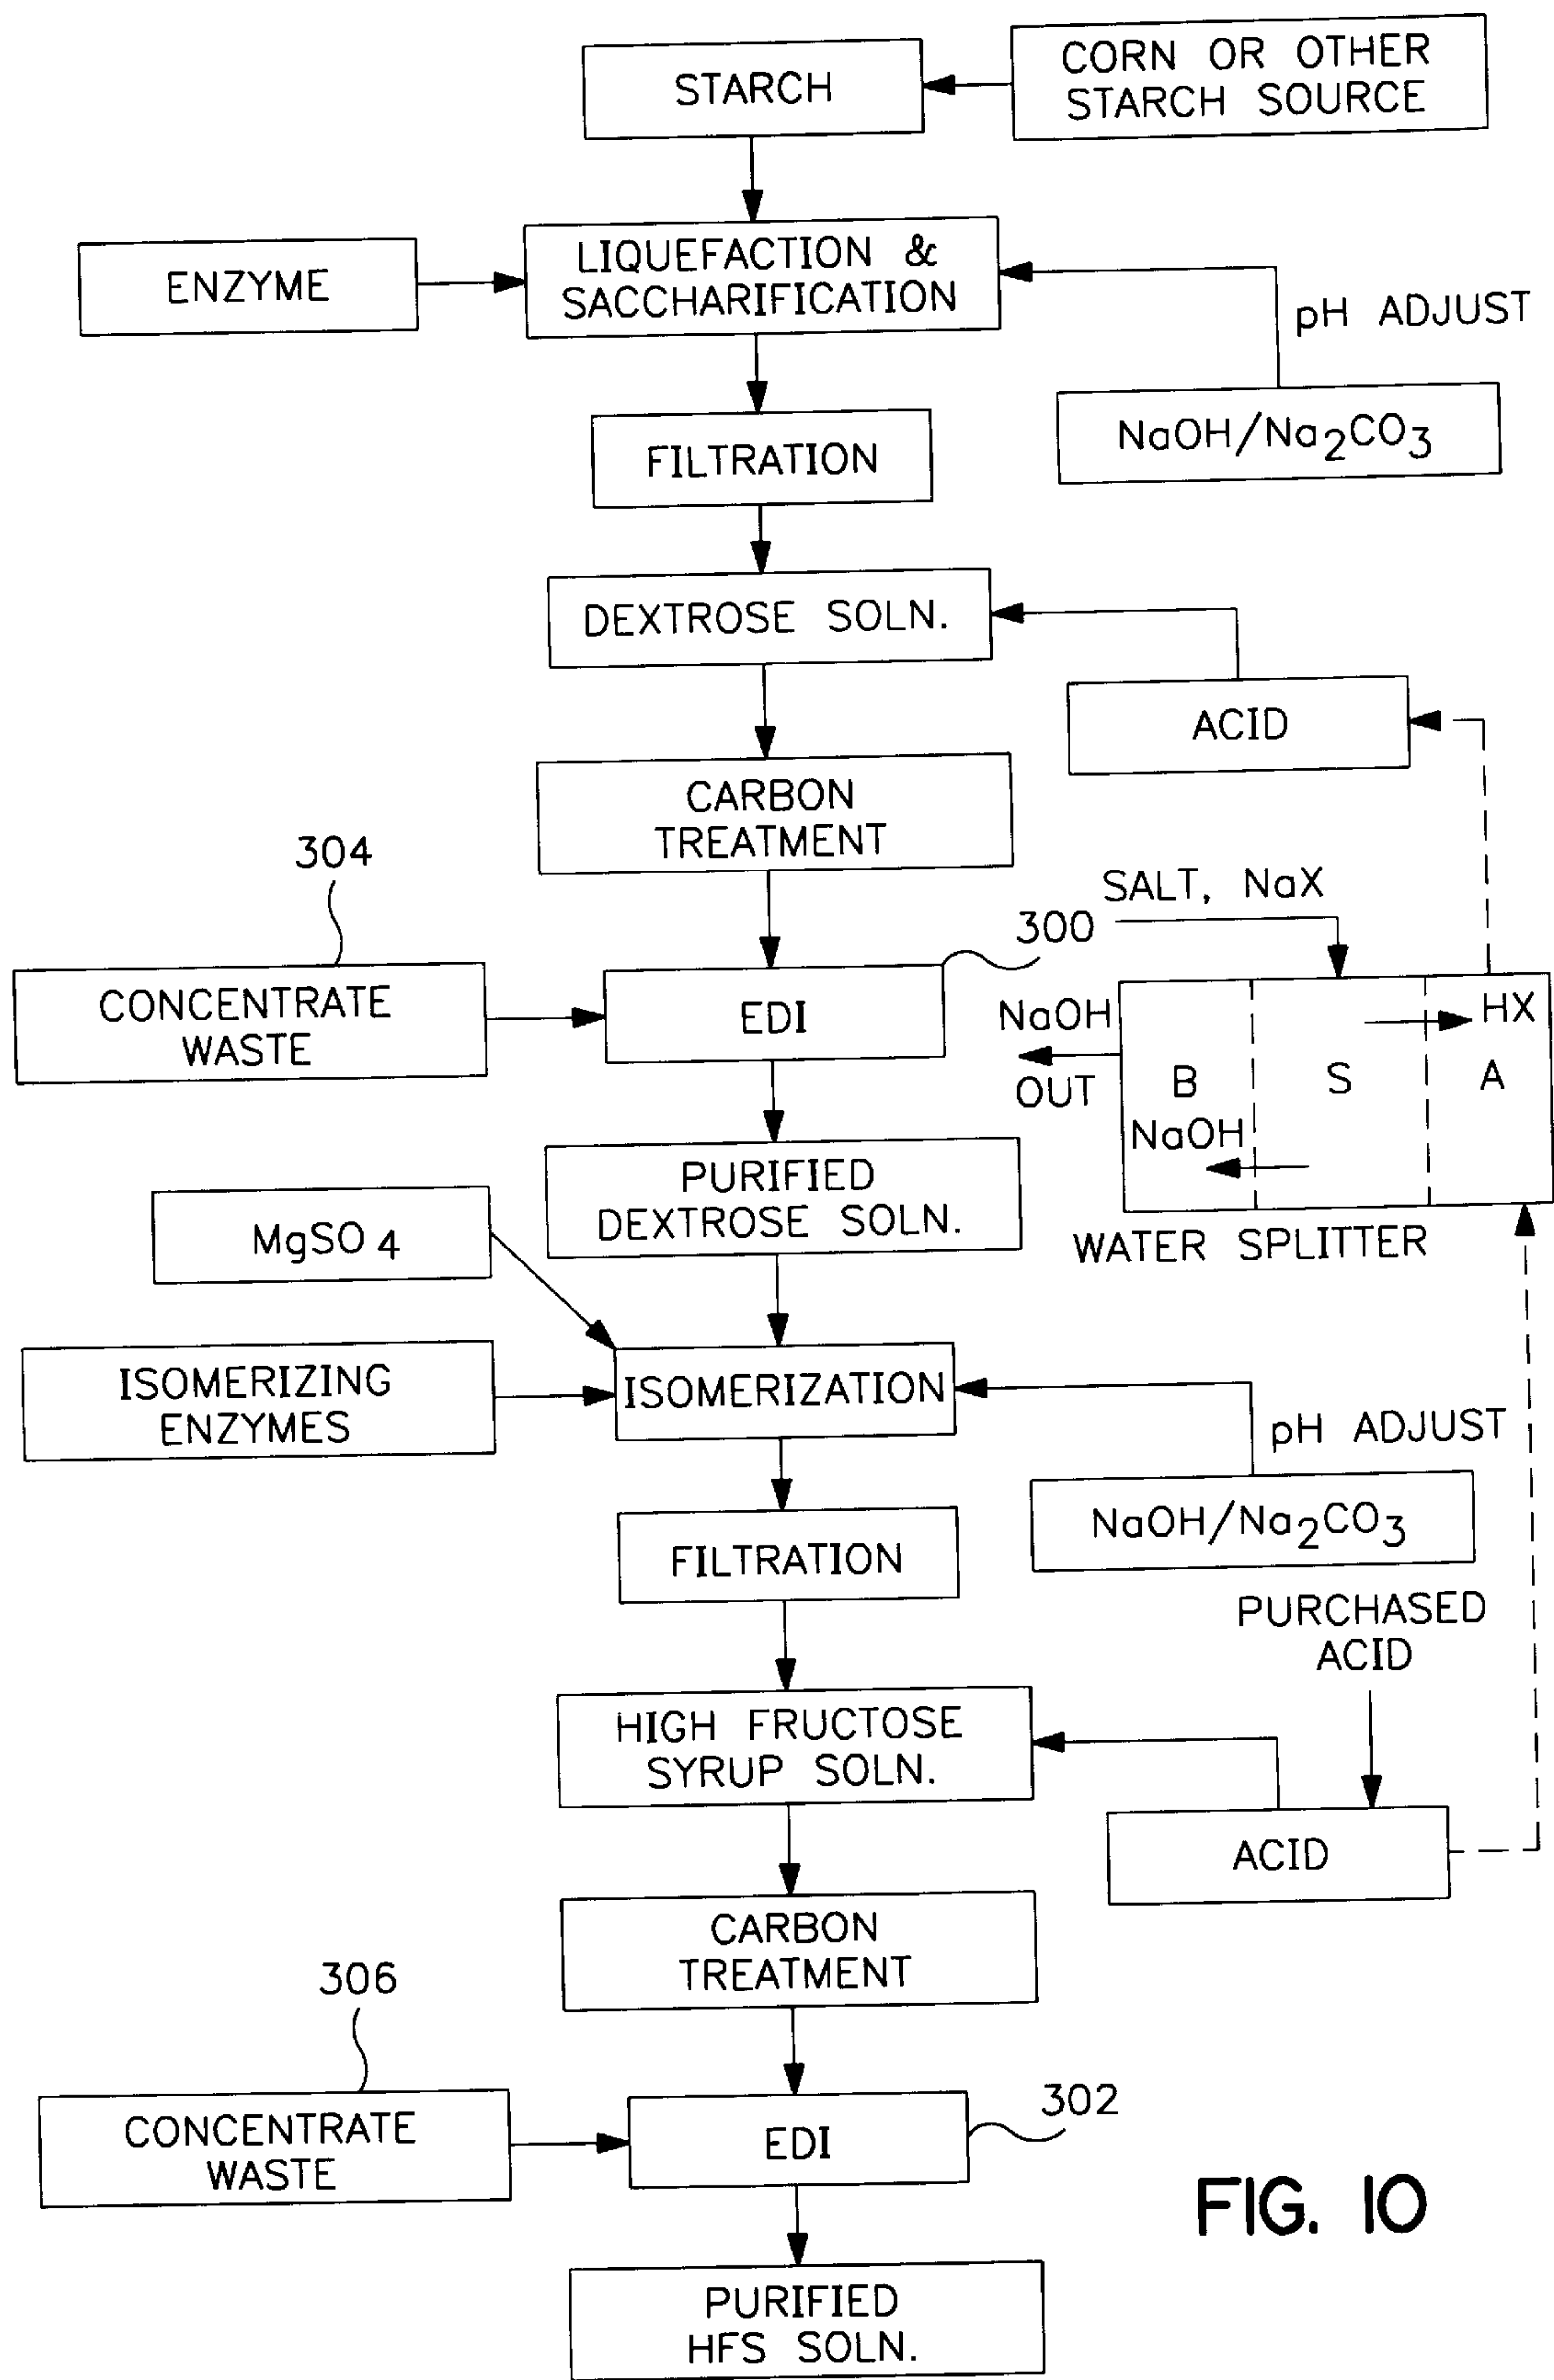 STARCH
CORN OR OTHER
STARCH SOURCE
ENZYME
LIQUEFACTION &
SACCHARIFICATION
pH ADJUST
NaOH/Na2CO3
FILTRATION
DEXTROSE SOLN.
ACID
CARBON
TREATMENT
304
SALT, NaX
300
CONCENTRATE
WASTE
EDI
NaOH
OUT
B
S
HX
A
NaOH
WATER SPLITTER
PURIFIED
DEXTROSE SOLN.
MgSO4
ISOMERIZING
ENZYMES
ISOMERIZATION
pH ADJUST
NaOH/Na2CO3
FILTRATION
PURCHASED
ACID
HIGH FRUCTOSE
SYRUP SOLN.
ACID
CARBON
TREATMENT
306
CONCENTRATE
WASTE
EDI
302
FIG. 10
PURIFIED
HFS SOLN.